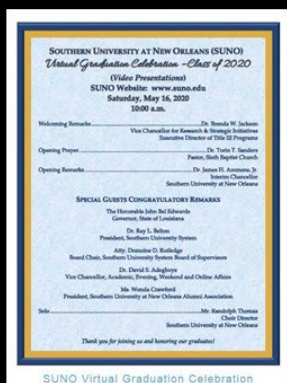 SOUTHERN UNIVERSITY AT NEW ORLEANS (SUNO)
Virtual Graduation Celebration - Class of 2020
(Video Presentations)
SUNO Website: www.suno.edu
Saturday, May 16, 2020
10:00 a.m.
Welcoming Remarks Dr. Brenda W. Jackson
Vice Chancellor for Research & Strategic Initiatives
Executive Director of Title III Programs
Opening Prayer Dr. Torin T. Sanders
Pastor, Sixth Baptist Church
Opening Remarks Dr. James H. Ammons, Jr.
Interim Chancellor
Southern University at New Orleans
SPECIAL GUESTS CONGRATULATORY REMARKS
The Honorable John Bel Edwards
Governor, State of Louisiana
Dr. Ray L. Belton
President, Southern University System
Atty. Domoine D. Rutledge
Board Chair, Southern University System Board of Supervisors
Dr. David S. Adegboye
Vice Chancellor, Academic, Evening, Weekend and Online Affairs
Ms. Wenda Crawford
President, Southern University at New Orleans Alumni Association
Solo Mr. Randolph Thomas
Choir Director
Southern University at New Orleans
Thank you for joining us and honoring our graduates!
SUNO Virtual Graduation Celebration